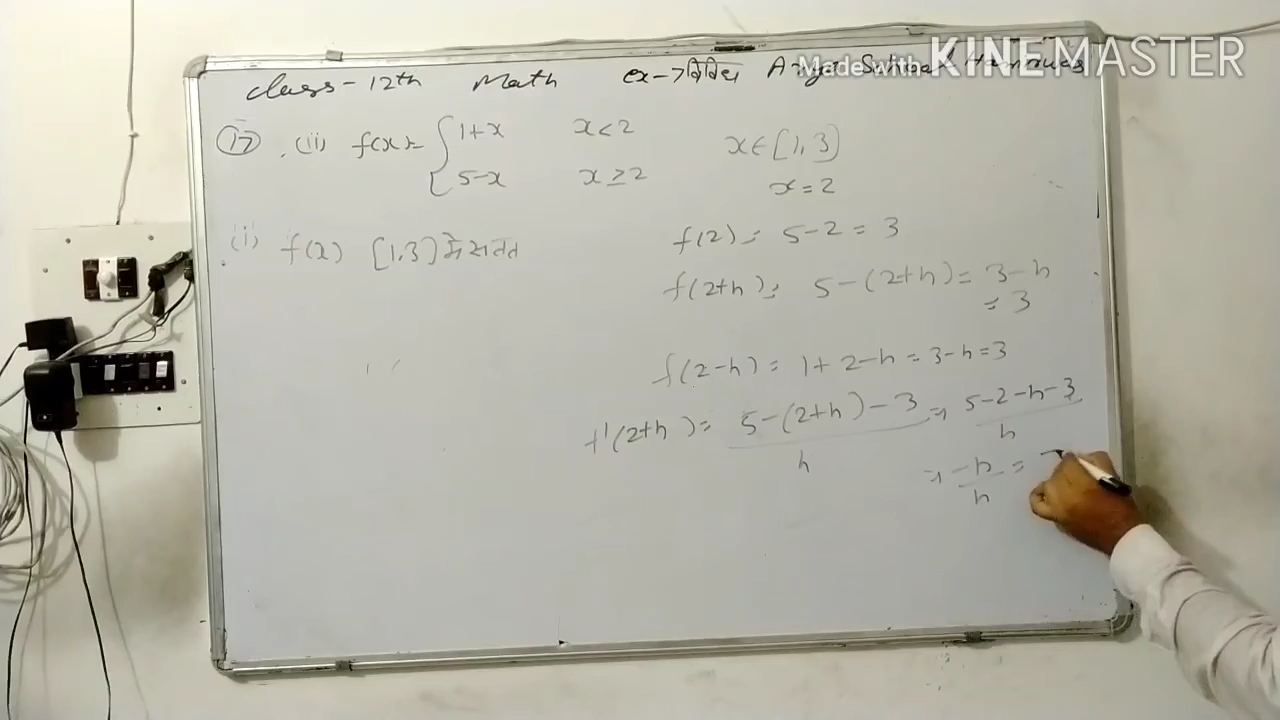 Class - 12th Math ex - 7 विविध
Made with KINEMASTER
(17) . (ii) f(x) = { 1+x x < 2
5-x x ≥ 2
x ∈ [1, 3]
x = 2
(i) f(x) [1,3] में सतत
f(2) = 5-2 = 3
f(2+h) = 5-(2+h) = 3-h
= 3
f(2-h) = 1+2-h = 3-h = 3
f'(2+h) = 5-(2+h)-3 / h ⇒ 5-2-h-3 / h
⇒ -h / h =